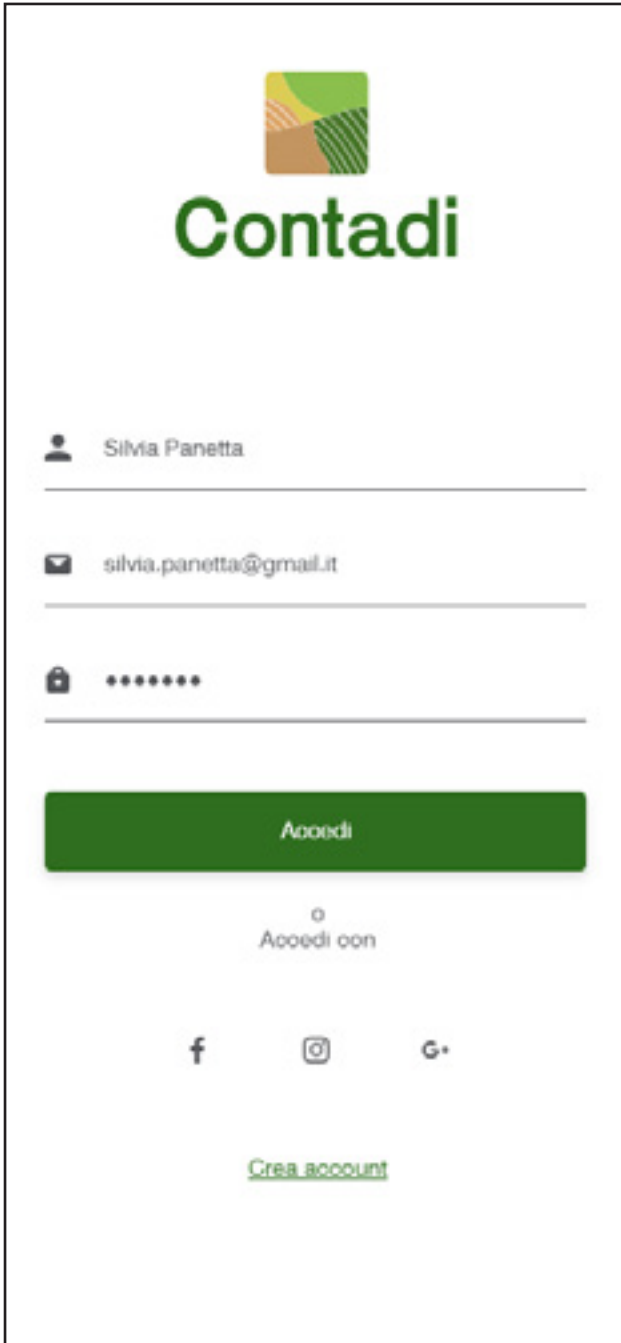 Contadi
Silvia Panetta
silvia.panetta@gmail.it
•••••••
Accedi
o
Accedi con
f
G+
Crea account